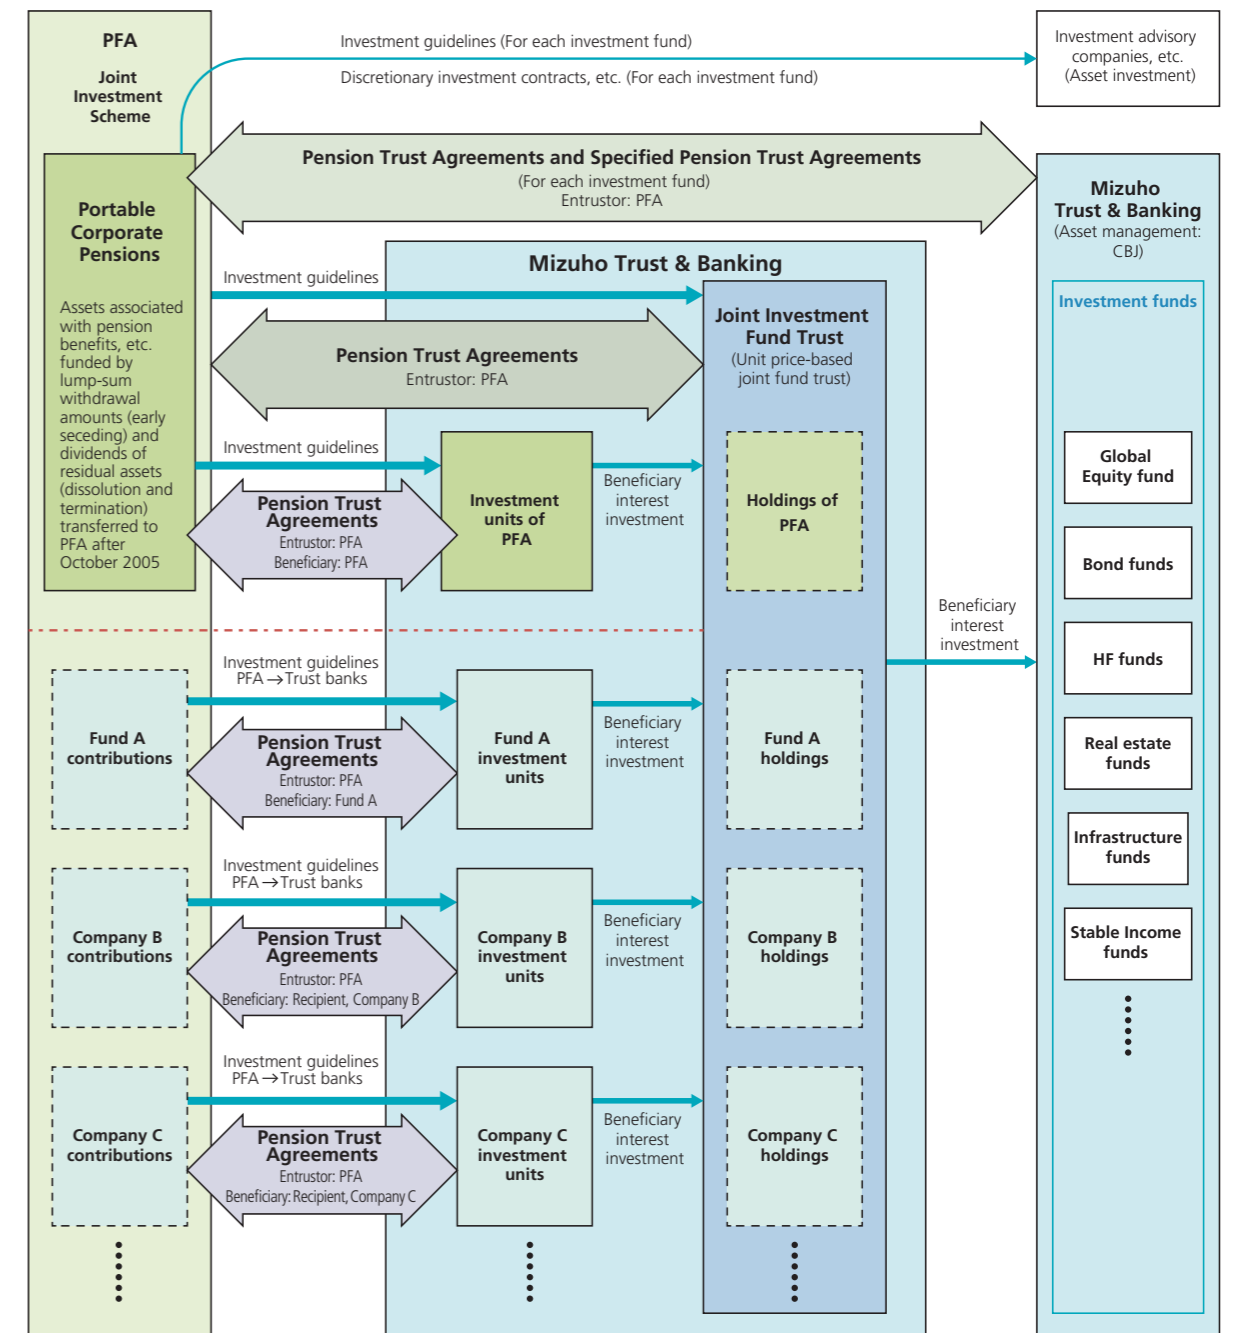 PFA
Joint
Investment
Scheme
Investment guidelines (For each investment fund)
Discretionary investment contracts, etc. (For each investment fund)
Investment advisory
companies, etc.
(Asset investment)
Pension Trust Agreements and Specified Pension Trust Agreements
(For each investment fund)
Entrustor: PFA
Portable
Corporate
Pensions
Assets associated
with pension
benefits, etc.
funded by
lump-sum
withdrawal
amounts (early
seceding) and
dividends of
residual assets
(dissolution and
termination)
transferred to
PFA after
October 2005
Mizuho
Trust & Banking
(Asset management:
CBJ)
Mizuho Trust & Banking
Investment guidelines
Pension Trust Agreements
Entrustor: PFA
Joint Investment
Fund Trust
(Unit price-based
joint fund trust)
Investment funds
Investment guidelines
Pension Trust
Agreements
Entrustor: PFA
Beneficiary: PFA
Investment
units of
PFA
Beneficiary
interest
investment
Holdings of
PFA
Global
Equity fund
Bond funds
HF funds
Real estate
funds
Infrastructure
funds
Stable Income
funds
Beneficiary
interest
investment
Investment guidelines
PFA→Trust banks
Fund A
contributions
Pension Trust
Agreements
Entrustor: PFA
Beneficiary: Fund A
Fund A
investment
units
Beneficiary
interest
investment
Fund A
holdings
Investment guidelines
PFA→Trust banks
Company B
contributions
Pension Trust
Agreements
Entrustor: PFA
Beneficiary: Recipient, Company B
Company B
investment
units
Beneficiary
interest
investment
Company B
holdings
Investment guidelines
PFA→Trust banks
Company C
contributions
Pension Trust
Agreements
Entrustor: PFA
Beneficiary: Recipient, Company C
Company C
investment
units
Beneficiary
interest
investment
Company C
holdings